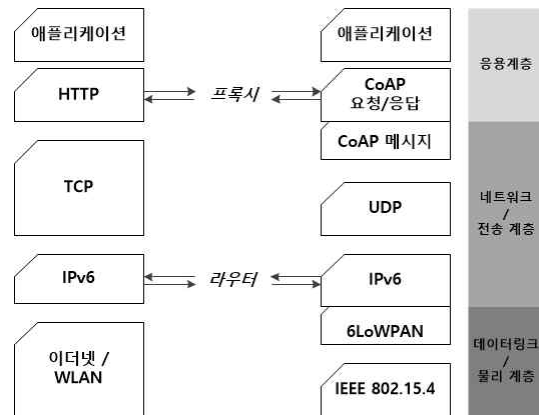 애플리케이션
애플리케이션
응용계층
HTTP
프록시
CoAP
요청/응답
CoAP 메시지
TCP
UDP
네트워크
/
전송 계층
IPv6
라우터
IPv6
6LoWPAN
이더넷 /
WLAN
IEEE 802.15.4
데이터링크
/
물리 계층